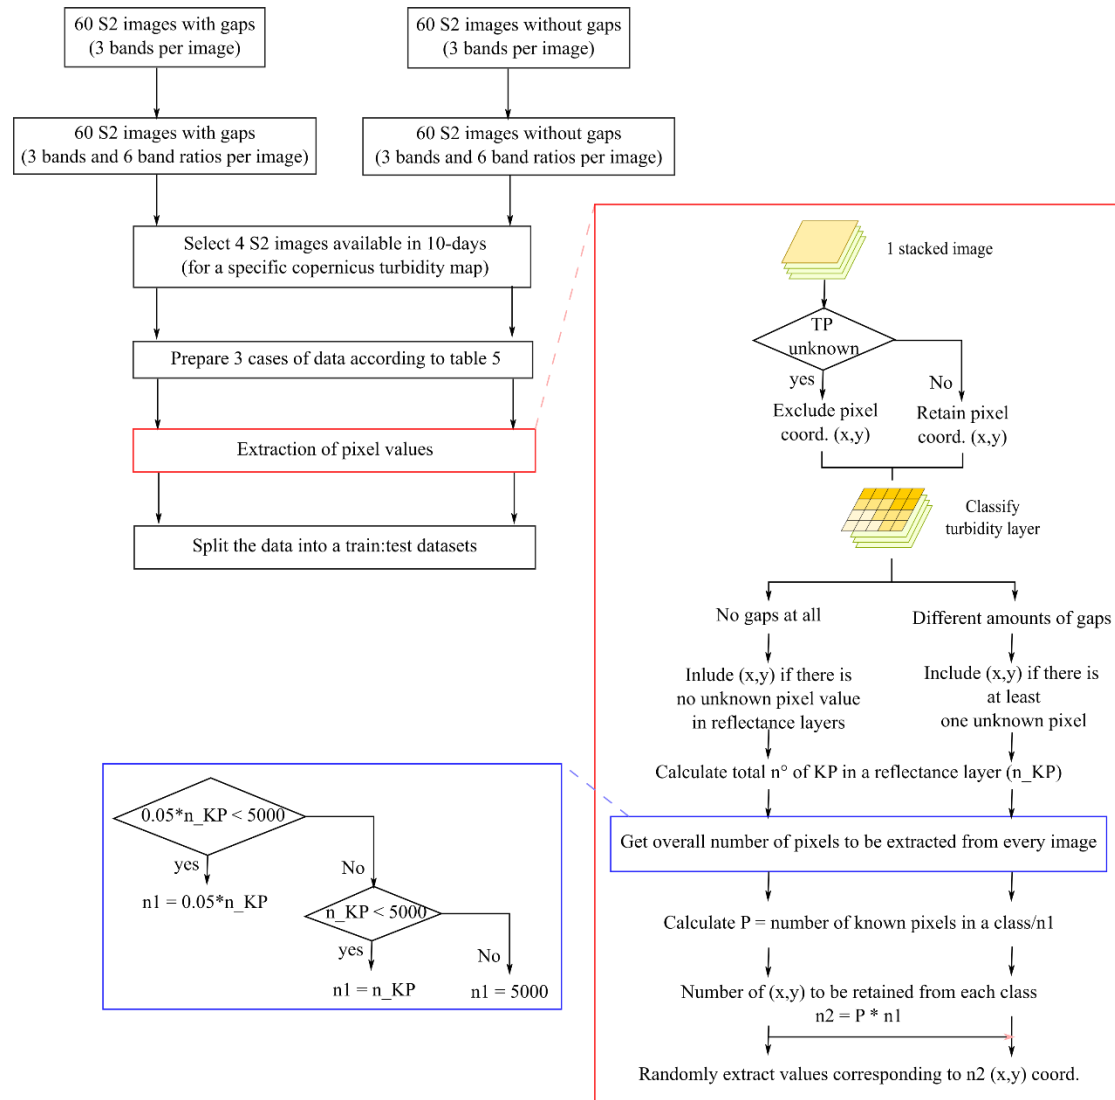 60 S2 images with gaps
(3 bands per image)
60 S2 images without gaps
(3 bands per image)
60 S2 images with gaps
(3 bands and 6 band ratios per image)
60 S2 images without gaps
(3 bands and 6 band ratios per image)
Select 4 S2 images available in 10-days
(for a specific copernicus turbidity map)
Prepare 3 cases of data according to table 5
Extraction of pixel values
Split the data into a train:test datasets
1 stacked image
TP
unknown
yes
No
Exclude pixel
coord. (x,y)
Retain pixel
coord. (x,y)
Classify
turbidity layer
No gaps at all
Different amounts of gaps
Inlude (x,y) if there is
no unknown pixel value
in reflectance layers
Include (x,y) if there is
at least
one unknown pixel
Calculate total n° of KP in a reflectance layer (n_KP)
Get overall number of pixels to be extracted from every image
Calculate P = number of known pixels in a class/n1
Number of (x,y) to be retained from each class
n2 = P * n1
Randomly extract values corresponding to n2 (x,y) coord.
0.05*n_KP < 5000
yes
No
n1 = 0.05*n_KP
n_KP < 5000
yes
No
n1 = n_KP
n1 = 5000